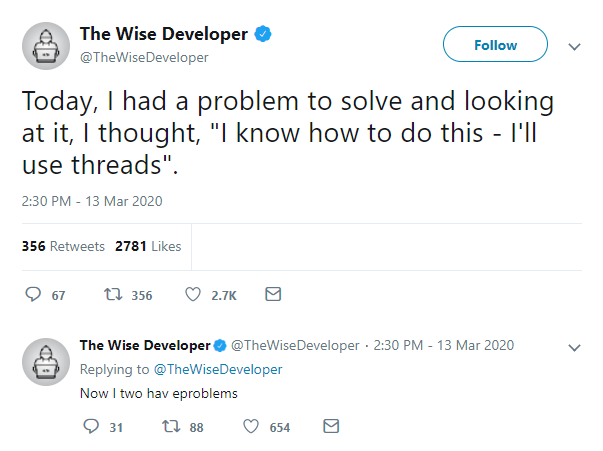 The Wise Developer
@TheWiseDeveloper
Follow
Today, I had a problem to solve and looking
at it, I thought, "I know how to do this - I'll
use threads".
2:30 PM - 13 Mar 2020
356 Retweets 2781 Likes
67 356 2.7K
The Wise Developer @TheWiseDeveloper · 2:30 PM - 13 Mar 2020
Replying to @TheWiseDeveloper
Now I two hav eproblems
31 88 654